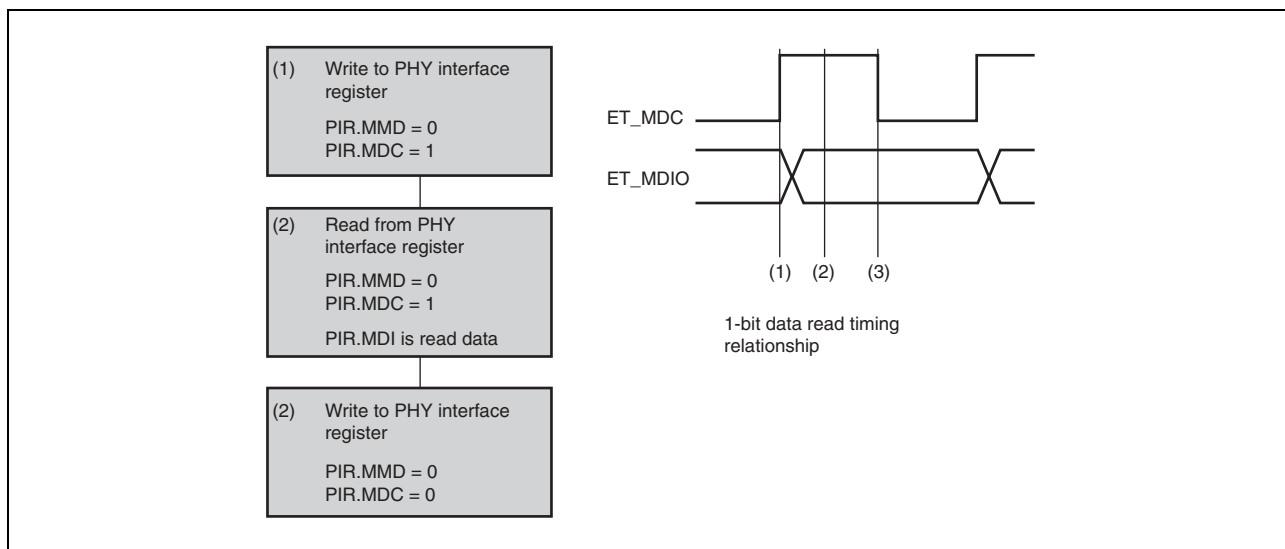 (1) Write to PHY interface
register
PIR.MMD = 0
PIR.MDC = 1
(2) Read from PHY
interface register
PIR.MMD = 0
PIR.MDC = 1
PIR.MDI is read data
(2) Write to PHY interface
register
PIR.MMD = 0
PIR.MDC = 0
ET_MDC
ET_MDIO
(1) (2) (3)
1-bit data read timing
relationship